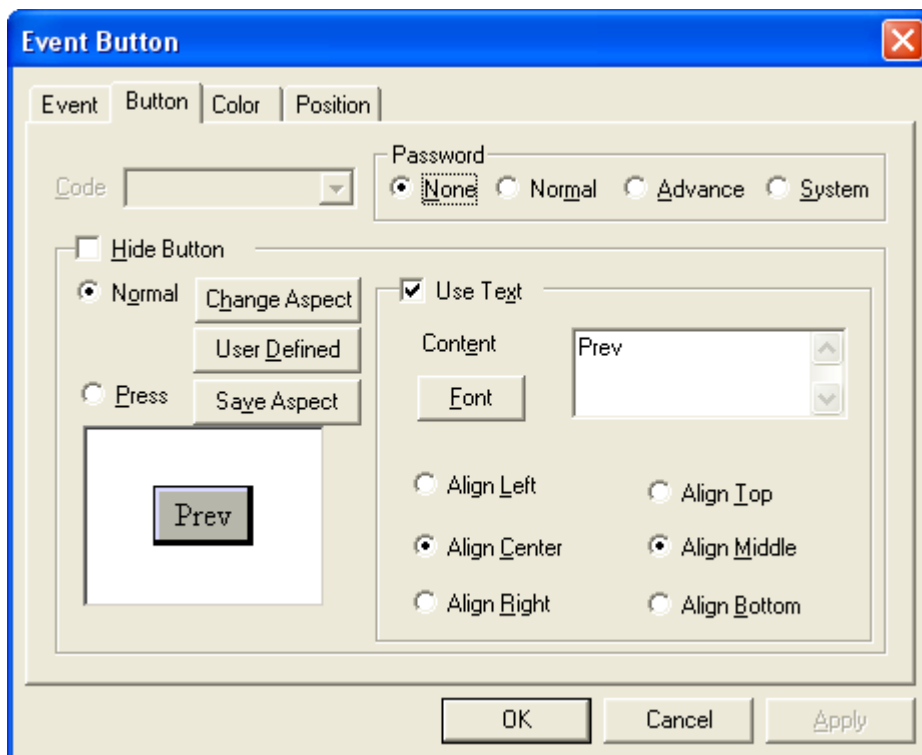 Event Button
Event Button Color Position
Password
Code None Normal Advance System
Hide Button
Normal Change Aspect Use Text
User Defined Content Prev
Press Save Aspect Font
Prev
Align Left Align Top
Align Center Align Middle
Align Right Align Bottom
OK Cancel Apply